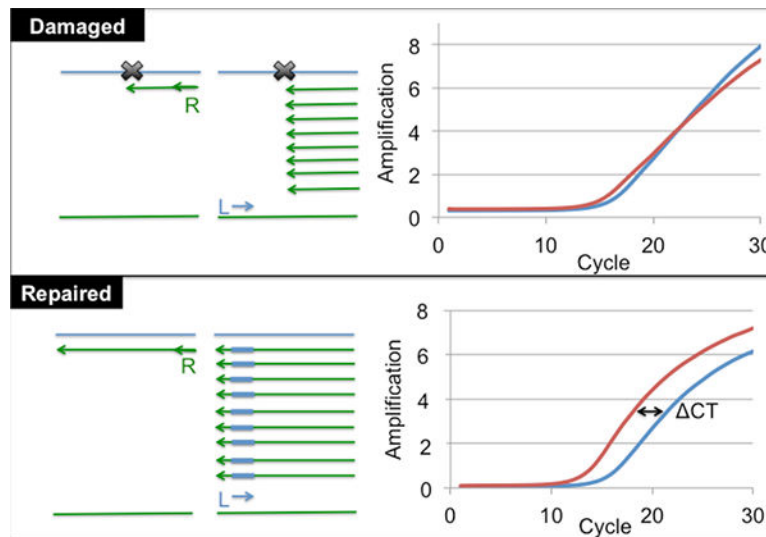 Damaged
R
L
Amplification
8
6
4
2
0
0 10 20 30
Cycle
Repaired
R
L
Amplification
8
6
4
2
0
ΔCT
0 10 20 30
Cycle